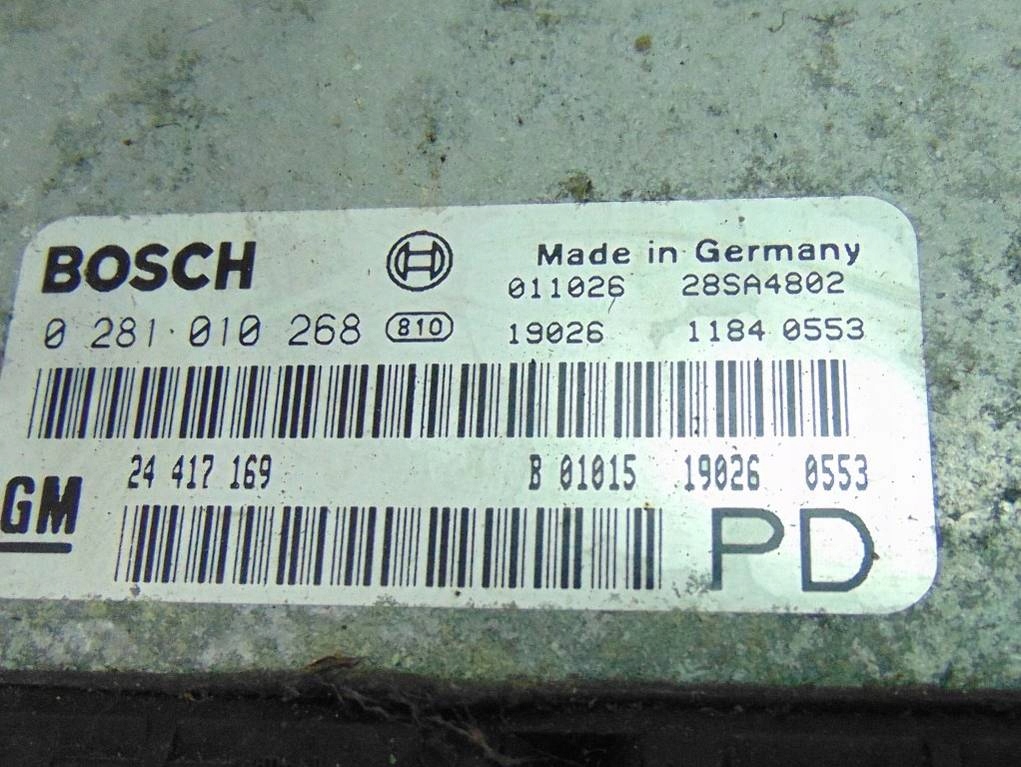 BOSCH
Made in Germany
011026 28SA4802
0 281 010 268 810 19026 1184 0553
24 417 169 B 01015 19026 0553
GM
PD